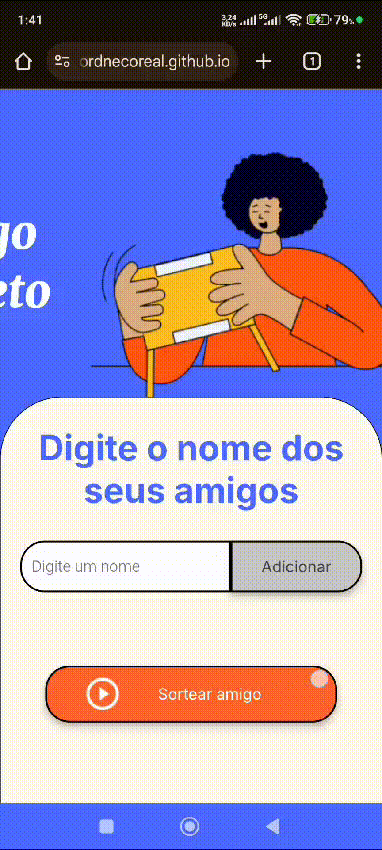 1:41
3,24 KB/S
5G
79%
ordnecoreal.github.io
1
go
eto
Digite o nome dos
seus amigos
Digite um nome
Adicionar
Sortear amigo